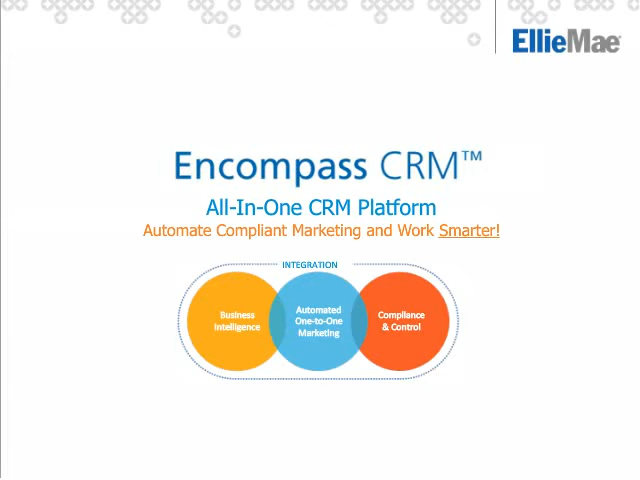 EllieMae
Encompass CRM™
All-In-One CRM Platform
Automate Compliant Marketing and Work Smarter!
INTEGRATION
Business
Intelligence
Automated
One-to-One
Marketing
Compliance
& Control